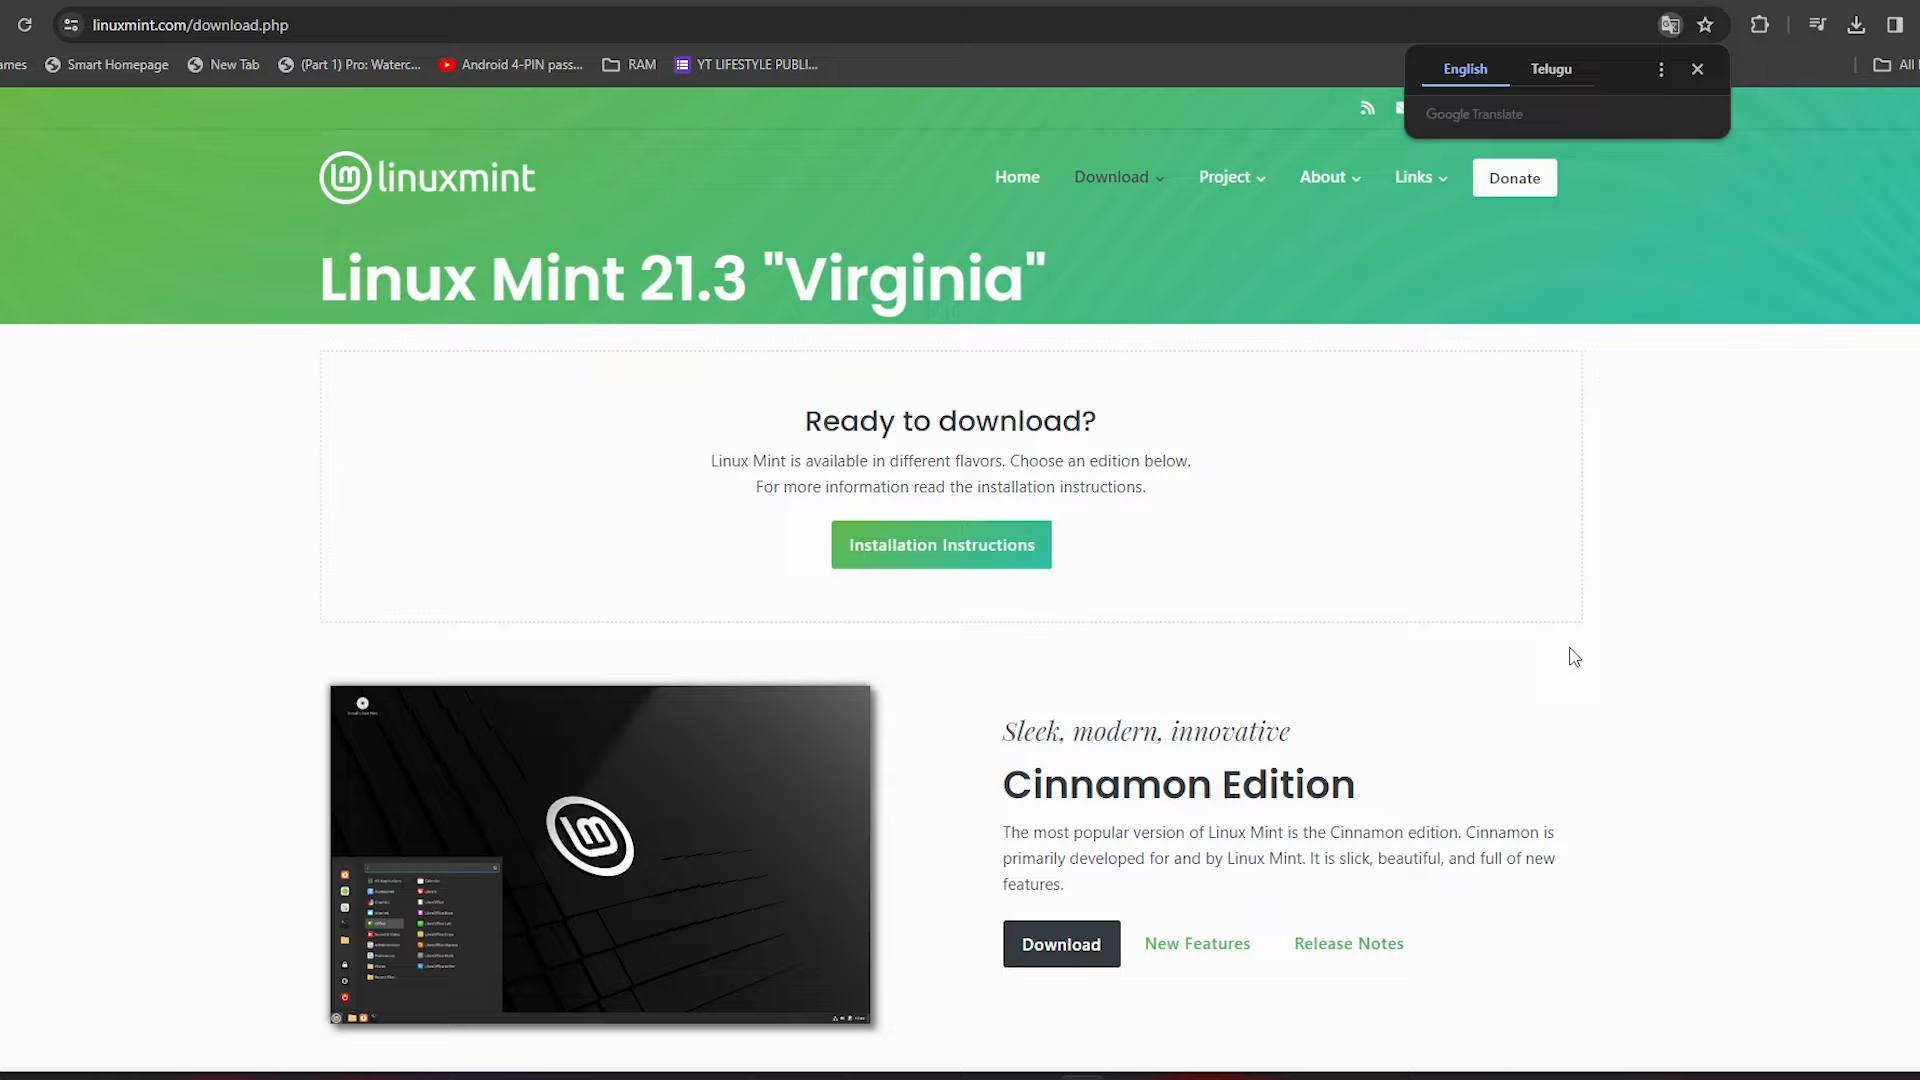 linuxmint.com/download.php
ames Smart Homepage New Tab (Part 1) Pro: Waterc... Android 4-PIN pass... RAM YT LIFESTYLE PUBLI... All
English Telugu
Google Translate
linuxmint
Home Download Project About Links Donate
Linux Mint 21.3 "Virginia"
Ready to download?
Linux Mint is available in different flavors. Choose an edition below.
For more information read the installation instructions.
Installation Instructions
Sleek, modern, innovative
Cinnamon Edition
The most popular version of Linux Mint is the Cinnamon edition. Cinnamon is
primarily developed for and by Linux Mint. It is slick, beautiful, and full of new
features.
Download New Features Release Notes